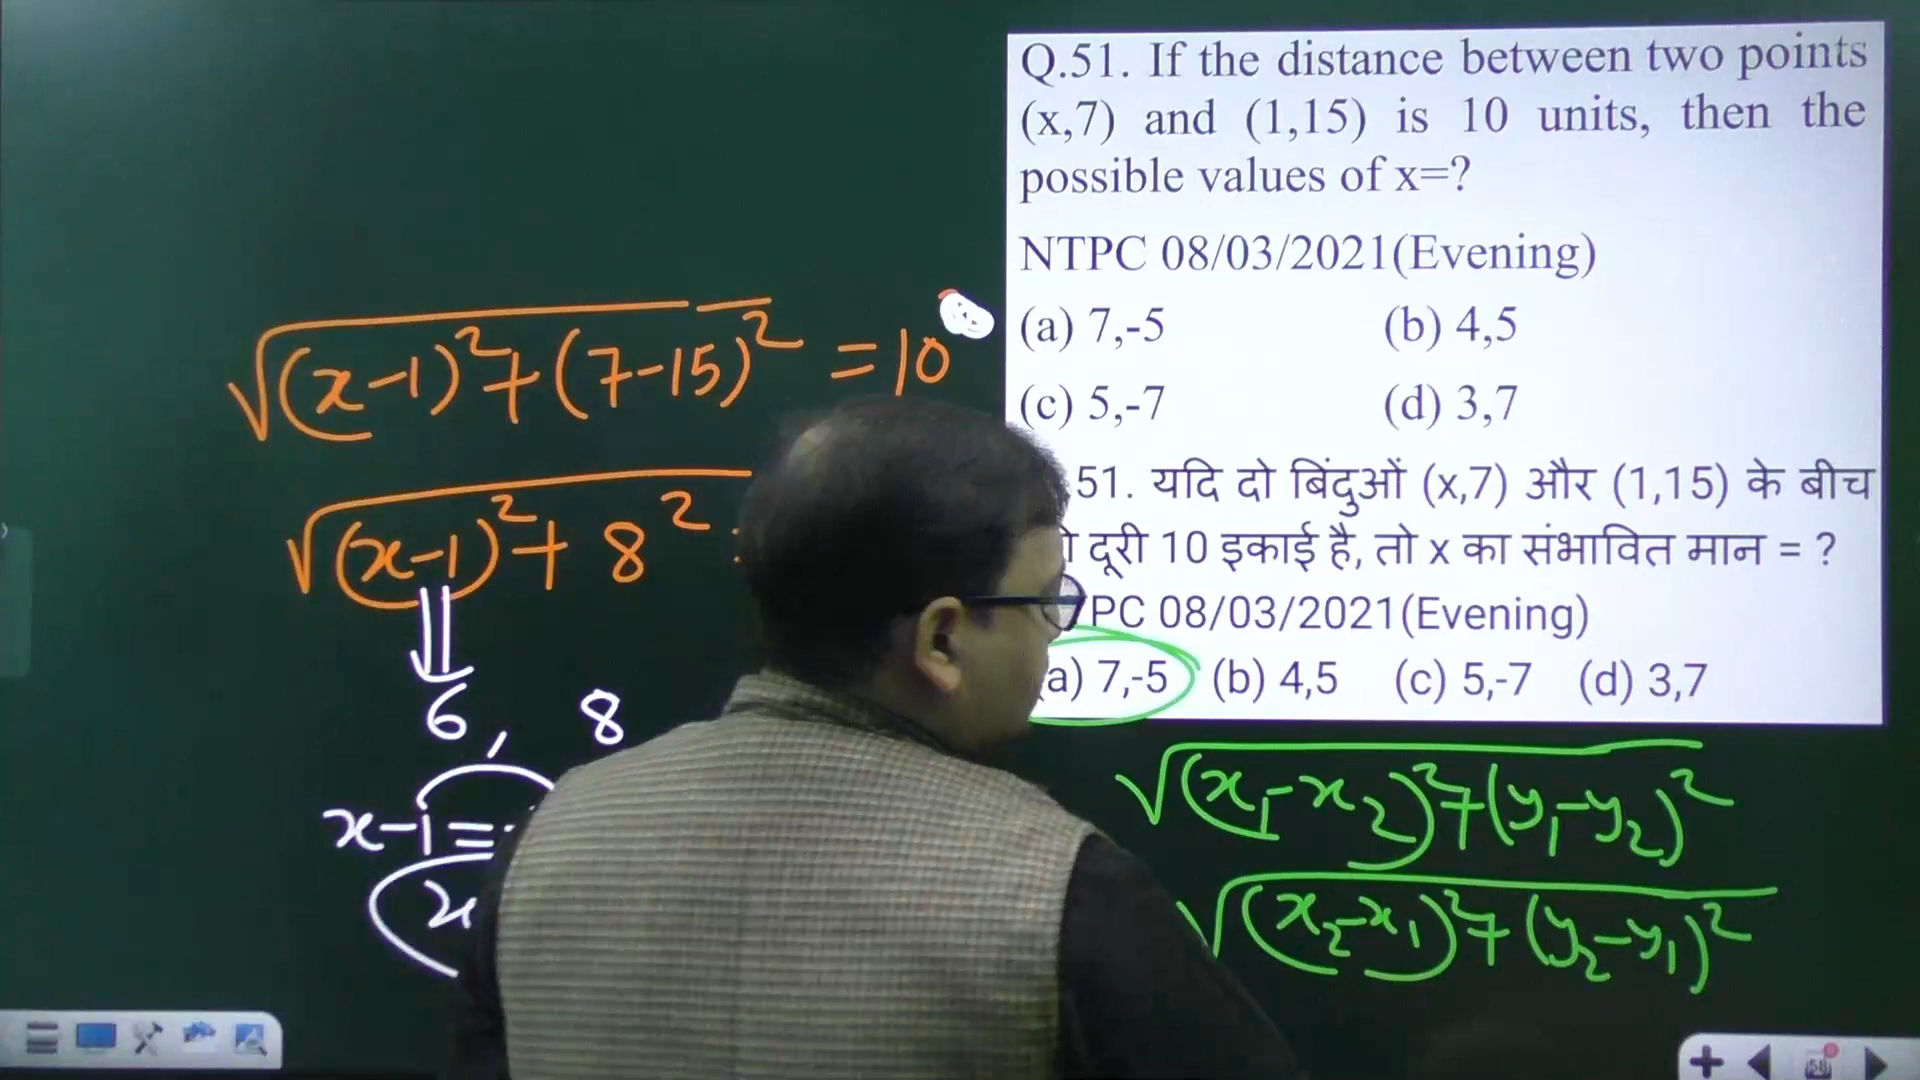 Q.51. If the distance between two points
(x,7) and (1,15) is 10 units, then the
possible values of x=?
NTPC 08/03/2021(Evening)
(a) 7,-5 (b) 4,5
(c) 5,-7 (d) 3,7
51. यदि दो बिंदुओं (x,7) और (1,15) के बीच
दूरी 10 इकाई है, तो x का संभावित मान = ?
PC 08/03/2021(Evening)
(a) 7,-5 (b) 4,5 (c) 5,-7 (d) 3,7
√(x-1)²+(7-15)² = 10
√(x-1)²+8²
6, 8
x-1=
x
√(x₁-x₂)²+(y₁-y₂)²
√(x₂-x₁)²+(y₂-y₁)²